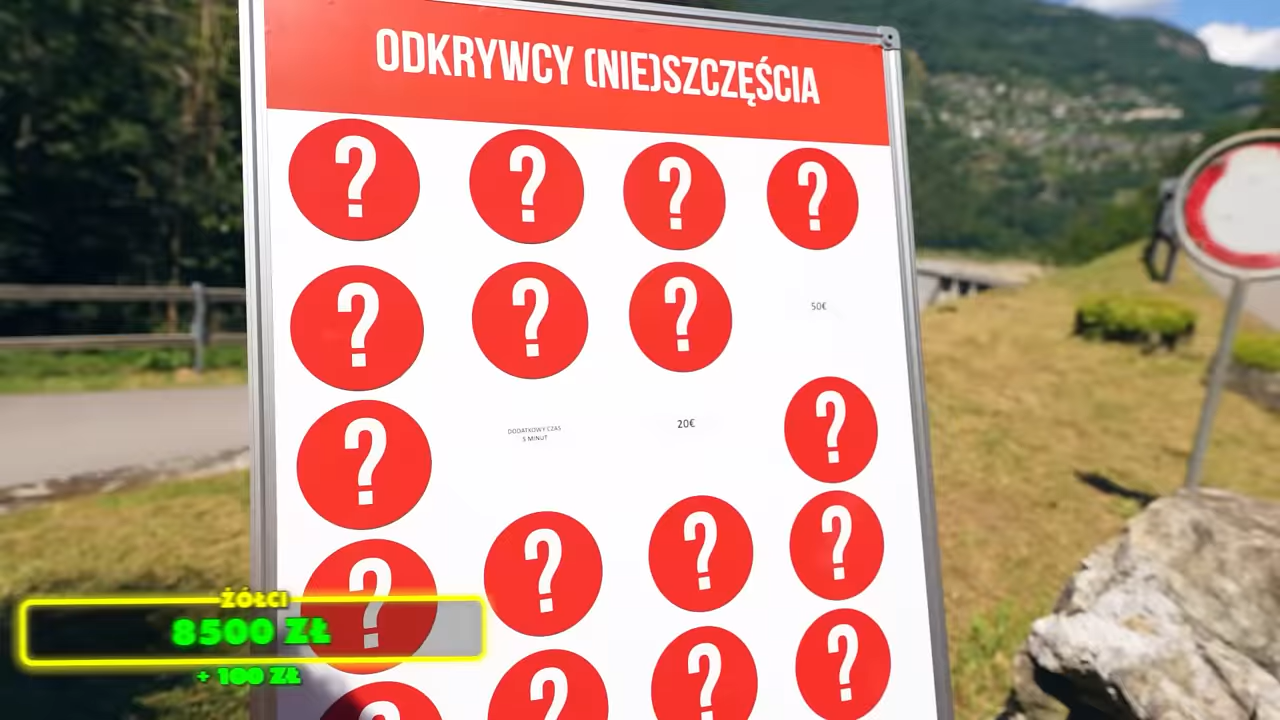 ODKRYWCY (NIE)SZCZĘŚCIA
? ? ? ?
? ? ? 50€
? DODATKOWY CZAS
5 MINUT 20€ ?
? ? ? ?
? ? ? ?
ŻÓŁCI
8500 ZŁ
+ 100 ZŁ